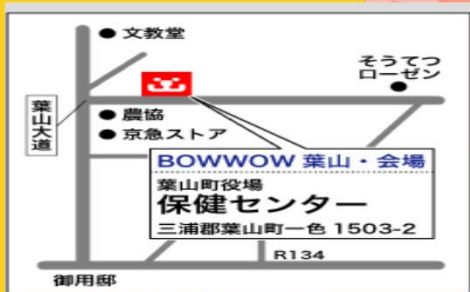 文教堂
そうてつ
ローゼン
葉山大道
農協
京急ストア
BOWWOW 葉山・会場
葉山町役場
保健センター
三浦郡葉山町一色 1503-2
R134
御用邸